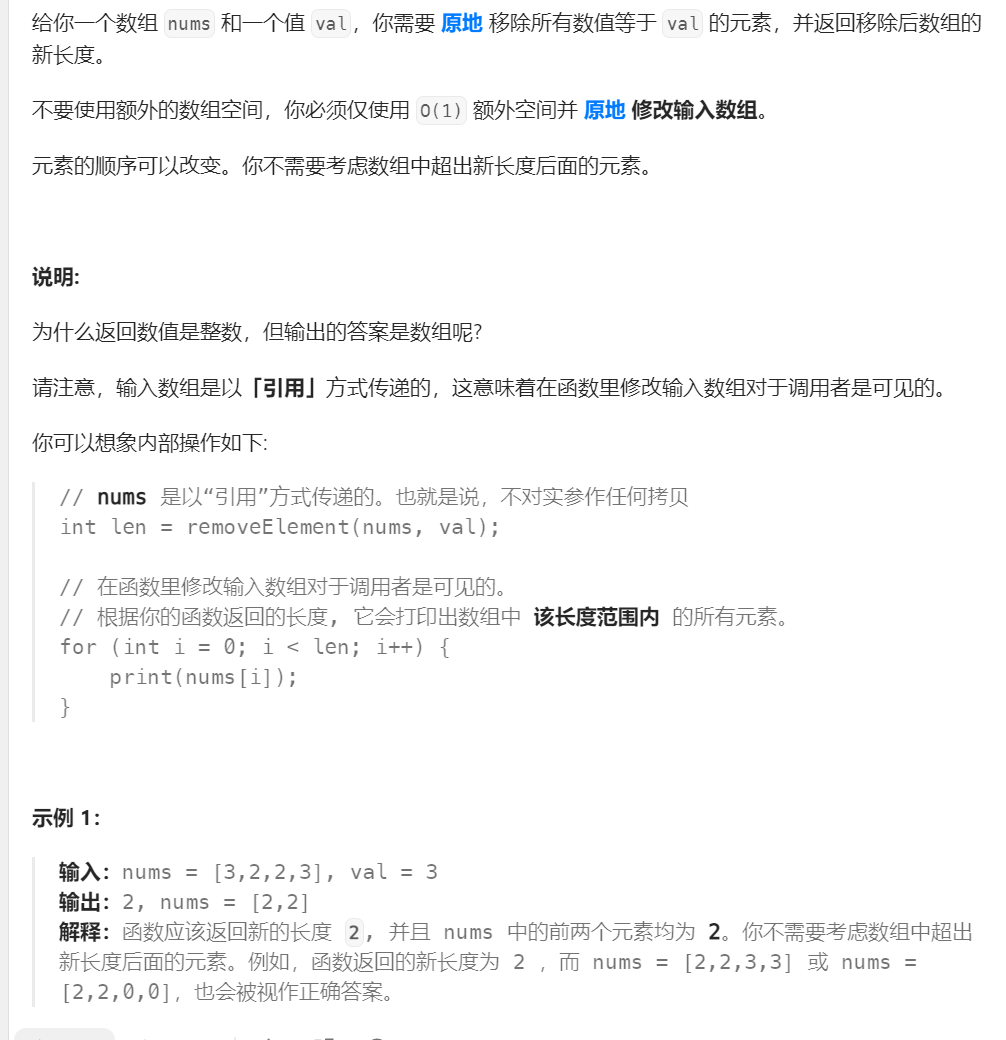 给你一个数组 nums 和一个值 val，你需要 原地 移除所有数值等于 val 的元素，并返回移除后数组的
新长度。
不要使用额外的数组空间，你必须仅使用 O(1) 额外空间并 原地 修改输入数组。
元素的顺序可以改变。你不需要考虑数组中超出新长度后面的元素。
说明:
为什么返回数值是整数，但输出的答案是数组呢?
请注意，输入数组是以「引用」方式传递的，这意味着在函数里修改输入数组对于调用者是可见的。
你可以想象内部操作如下:
// nums 是以“引用”方式传递的。也就是说，不对实参作任何拷贝
int len = removeElement(nums, val);
// 在函数里修改输入数组对于调用者是可见的。
// 根据你的函数返回的长度, 它会打印出数组中 该长度范围内 的所有元素。
for (int i = 0; i < len; i++) {
    print(nums[i]);
}
示例 1：
输入：nums = [3,2,2,3], val = 3
输出：2, nums = [2,2]
解释：函数应该返回新的长度 2, 并且 nums 中的前两个元素均为 2。你不需要考虑数组中超出
新长度后面的元素。例如，函数返回的新长度为 2 ，而 nums = [2,2,3,3] 或 nums =
[2,2,0,0]，也会被视作正确答案。